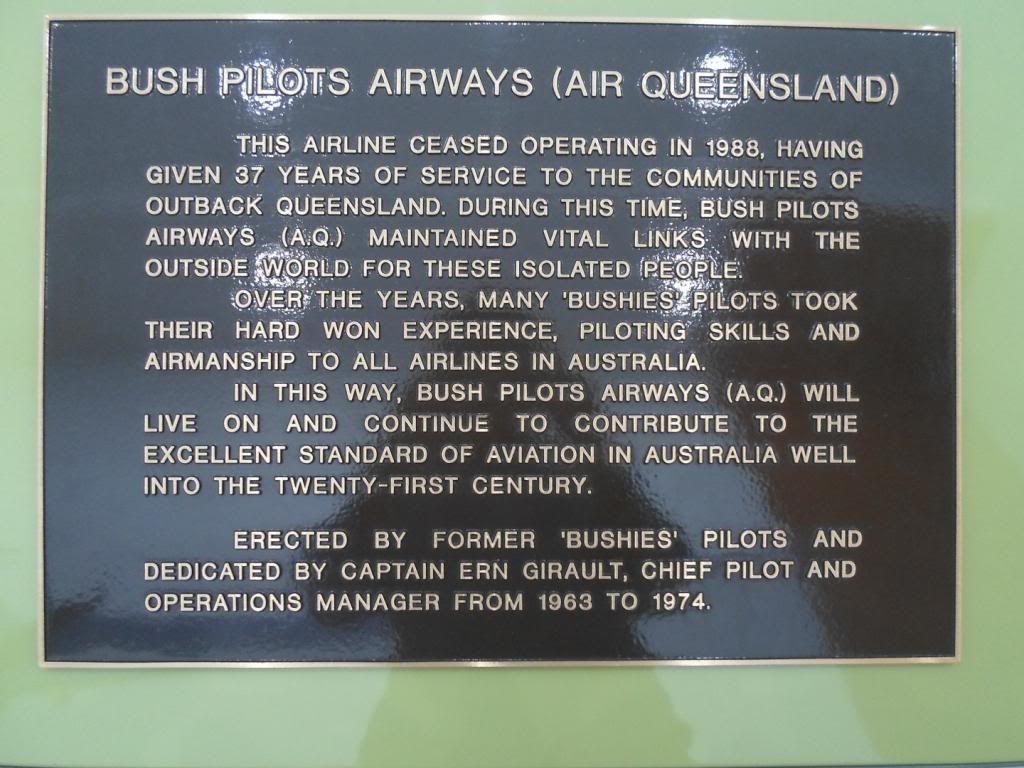 BUSH PILOTS AIRWAYS (AIR QUEENSLAND)
THIS AIRLINE CEASED OPERATING IN 1988, HAVING
GIVEN 37 YEARS OF SERVICE TO THE COMMUNITIES OF
OUTBACK QUEENSLAND. DURING THIS TIME, BUSH PILOTS
AIRWAYS (A.Q.) MAINTAINED VITAL LINKS WITH THE
OUTSIDE WORLD FOR THESE ISOLATED PEOPLE.
OVER THE YEARS, MANY 'BUSHIES' PILOTS TOOK
THEIR HARD WON EXPERIENCE, PILOTING SKILLS AND
AIRMANSHIP TO ALL AIRLINES IN AUSTRALIA.
IN THIS WAY, BUSH PILOTS AIRWAYS (A.Q.) WILL
LIVE ON AND CONTINUE TO CONTRIBUTE TO THE
EXCELLENT STANDARD OF AVIATION IN AUSTRALIA WELL
INTO THE TWENTY-FIRST CENTURY.
ERECTED BY FORMER 'BUSHIES' PILOTS AND
DEDICATED BY CAPTAIN ERN GIRAULT, CHIEF PILOT AND
OPERATIONS MANAGER FROM 1963 TO 1974.